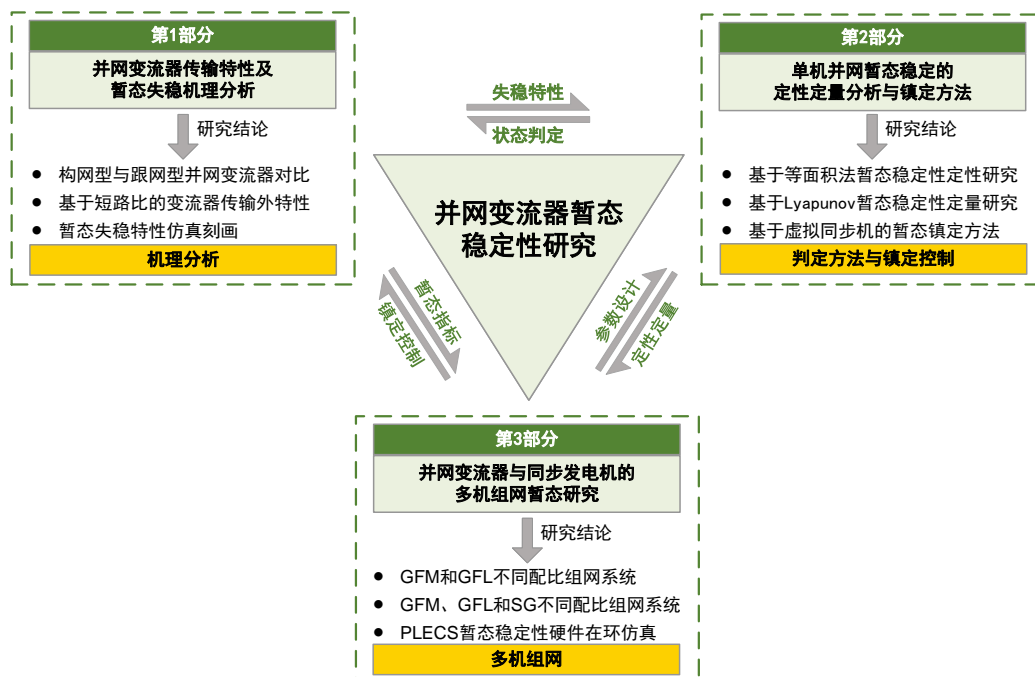 第1部分
并网变流器传输特性及
暂态失稳机理分析
研究结论
● 构网型与跟网型并网变流器对比
● 基于短路比的变流器传输外特性
● 暂态失稳特性仿真刻画
机理分析
失稳特性
状态判定
第2部分
单机并网暂态稳定的
定性定量分析与镇定方法
研究结论
● 基于等面积法暂态稳定性定性研究
● 基于Lyapunov暂态稳定性定量研究
● 基于虚拟同步机的暂态镇定方法
判定方法与镇定控制
并网变流器暂态
稳定性研究
暂态指标
镇定控制
参数设计
定性定量
第3部分
并网变流器与同步发电机的
多机组网暂态研究
研究结论
● GFM和GFL不同配比组网系统
● GFM、GFL和SG不同配比组网系统
● PLECS暂态稳定性硬件在环仿真
多机组网